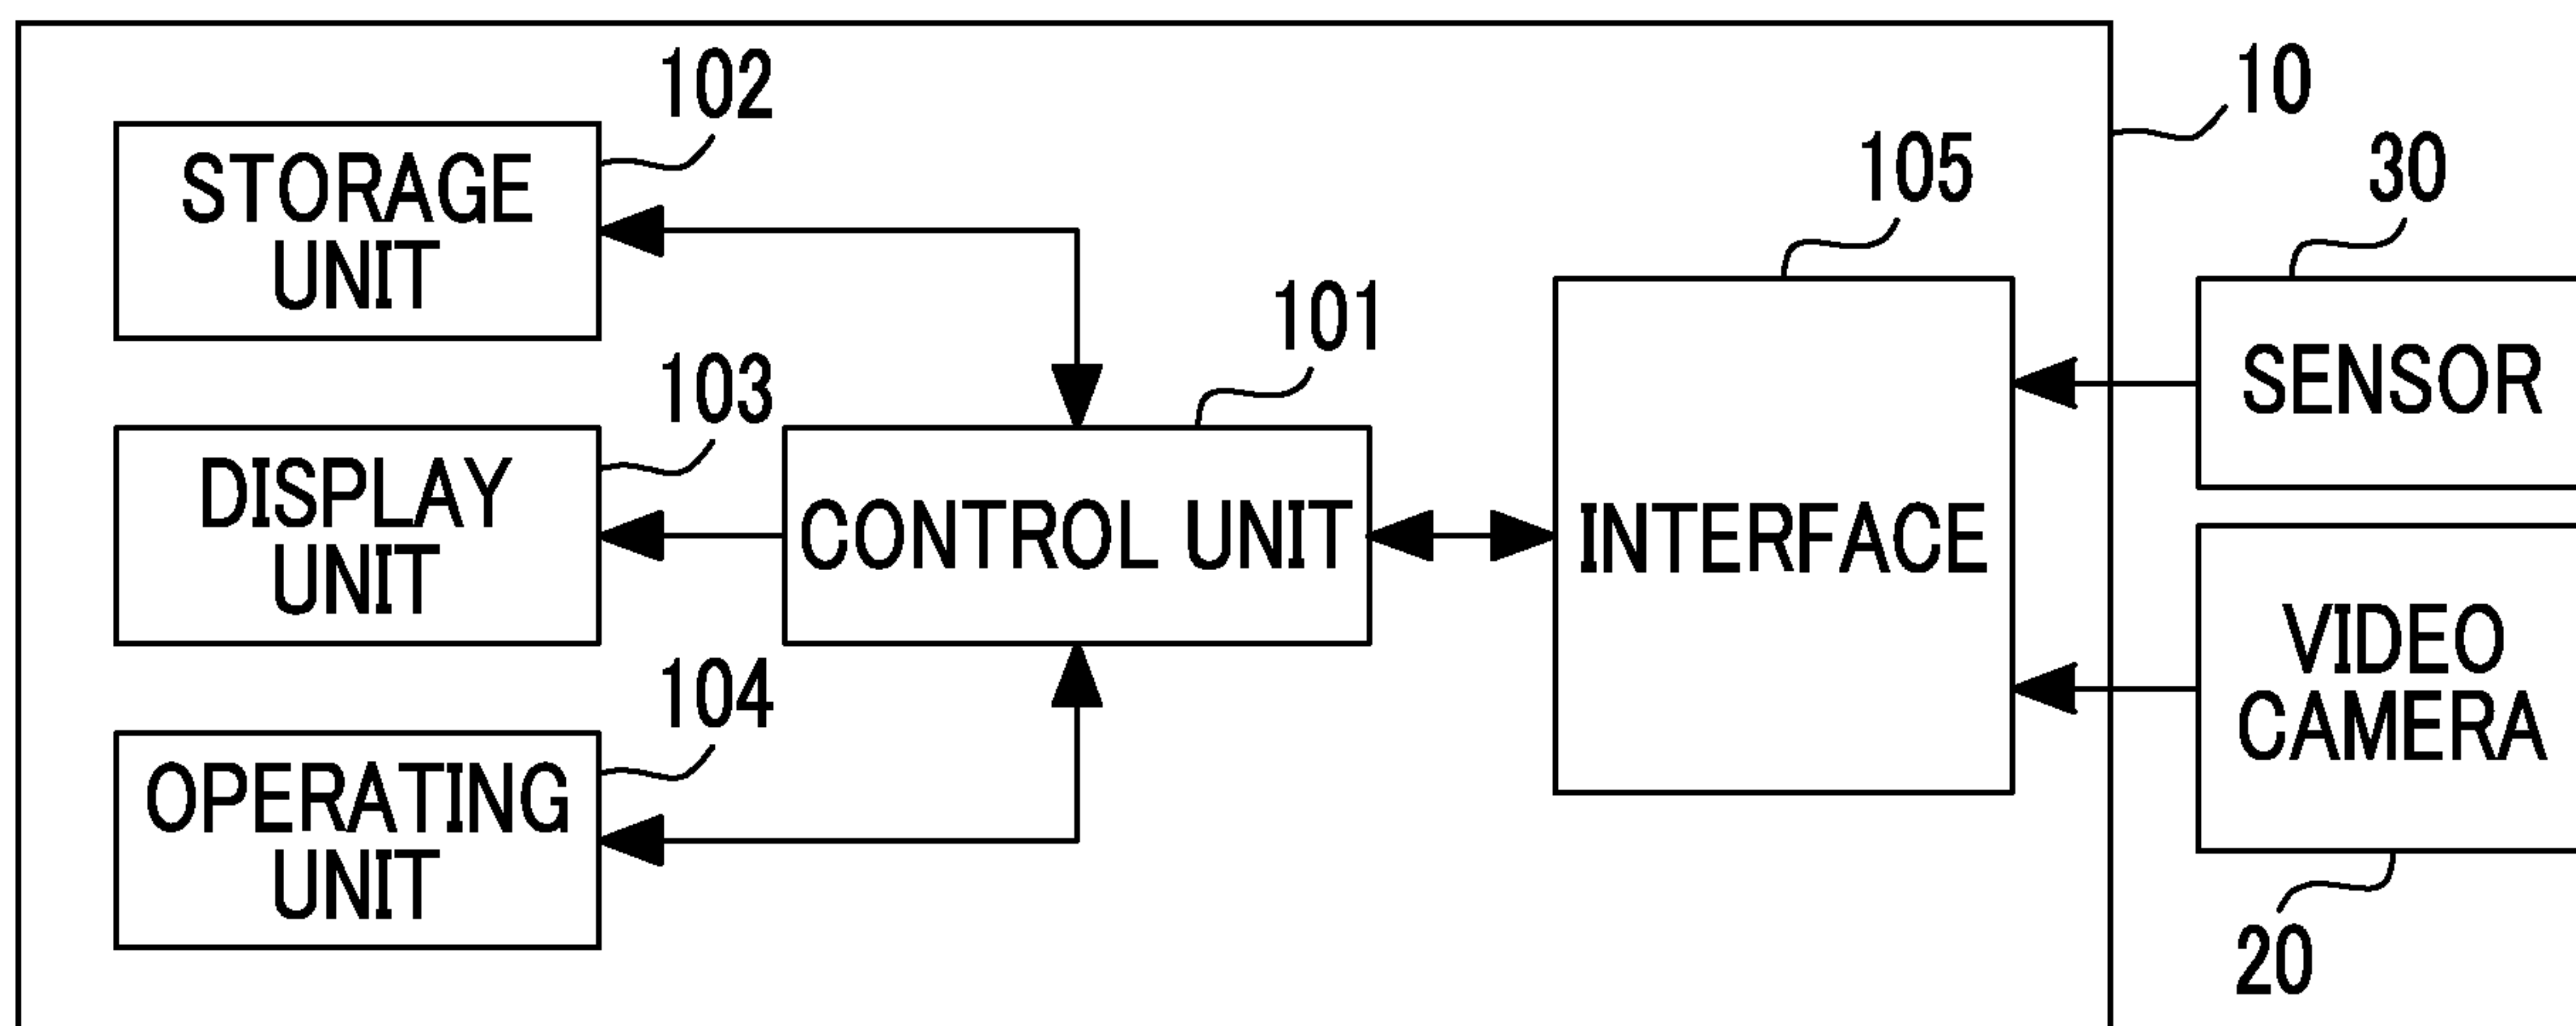 10
102
STORAGE
UNIT
105
30
101
SENSOR
103
DISPLAY
UNIT
CONTROL UNIT
INTERFACE
VIDEO
CAMERA
104
OPERATING
UNIT
20